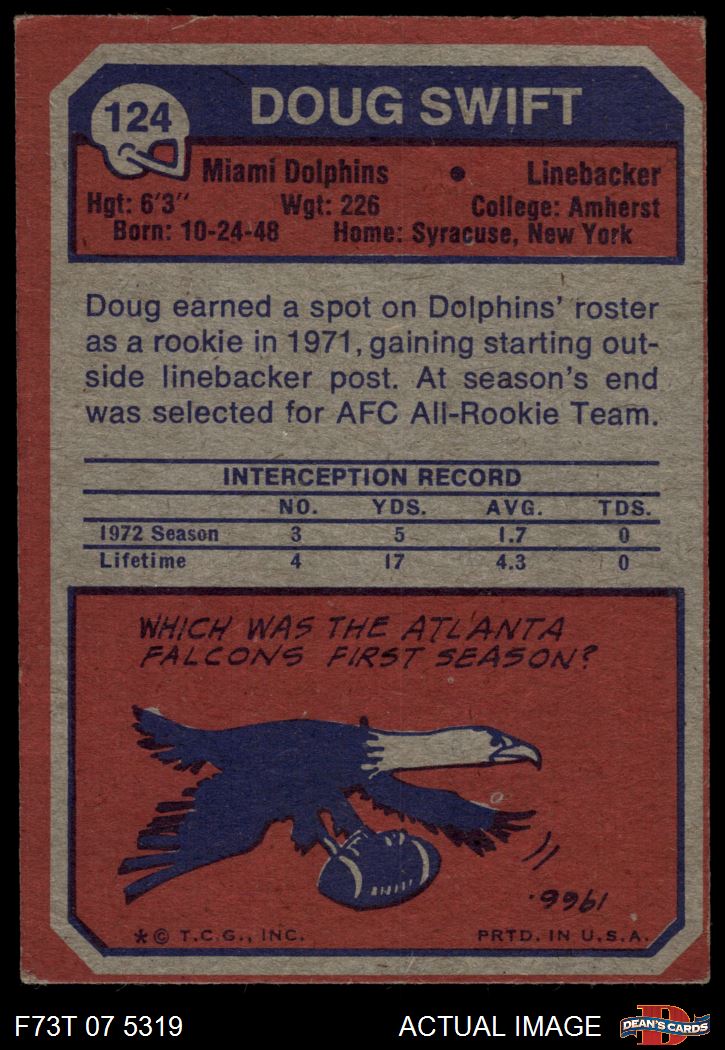 124
DOUG SWIFT
Miami Dolphins • Linebacker
Hgt: 6'3" Wgt: 226 College: Amherst
Born: 10-24-48 Home: Syracuse, New York
Doug earned a spot on Dolphins' roster
as a rookie in 1971, gaining starting out-
side linebacker post. At season's end
was selected for AFC All-Rookie Team.
INTERCEPTION RECORD
NO. YDS. AVG. TDS.
1972 Season 3 5 1.7 0
Lifetime 4 17 4.3 0
WHICH WAS THE ATLANTA
FALCONS FIRST SEASON?
1966.
* © T.C.G., INC. PRTD. IN U.S.A.
F73T 07 5319 ACTUAL IMAGE D DEAN'S CARDS